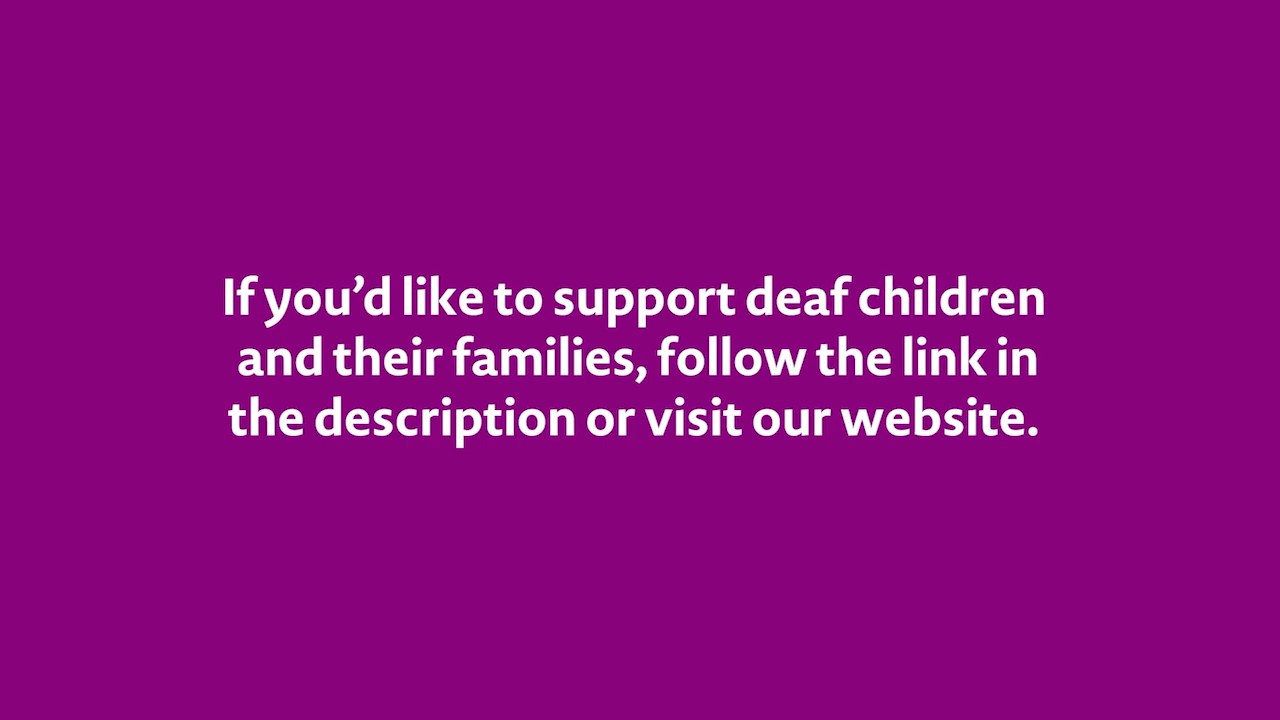 If you’d like to support deaf children
and their families, follow the link in
the description or visit our website.